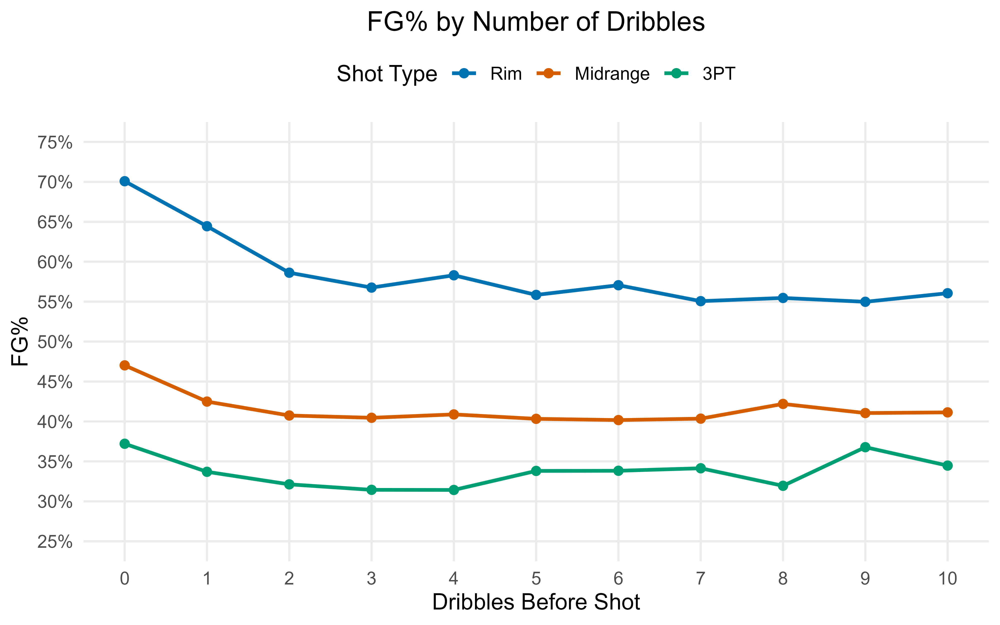 FG% by Number of Dribbles
Shot Type Rim Midrange 3PT
75%
70%
65%
60%
55%
50%
45%
40%
35%
30%
25%
FG%
0 1 2 3 4 5 6 7 8 9 10
Dribbles Before Shot